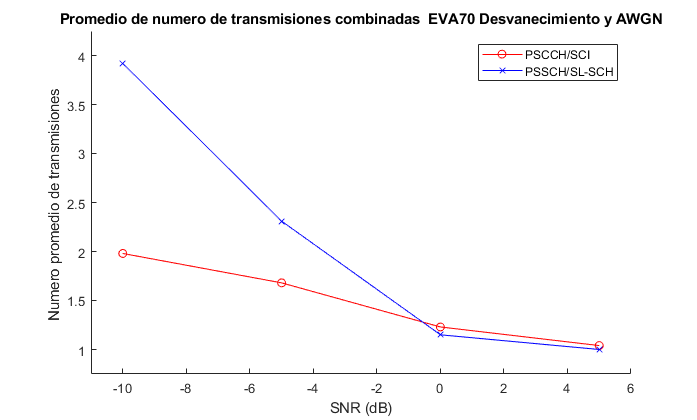 Promedio de numero de transmisiones combinadas  EVA70 Desvanecimiento y AWGN
PSCCH/SCI
PSSCH/SL-SCH
Numero promedio de transmisiones
4
3.5
3
2.5
2
1.5
1
-10 -8 -6 -4 -2 0 2 4 6
SNR (dB)